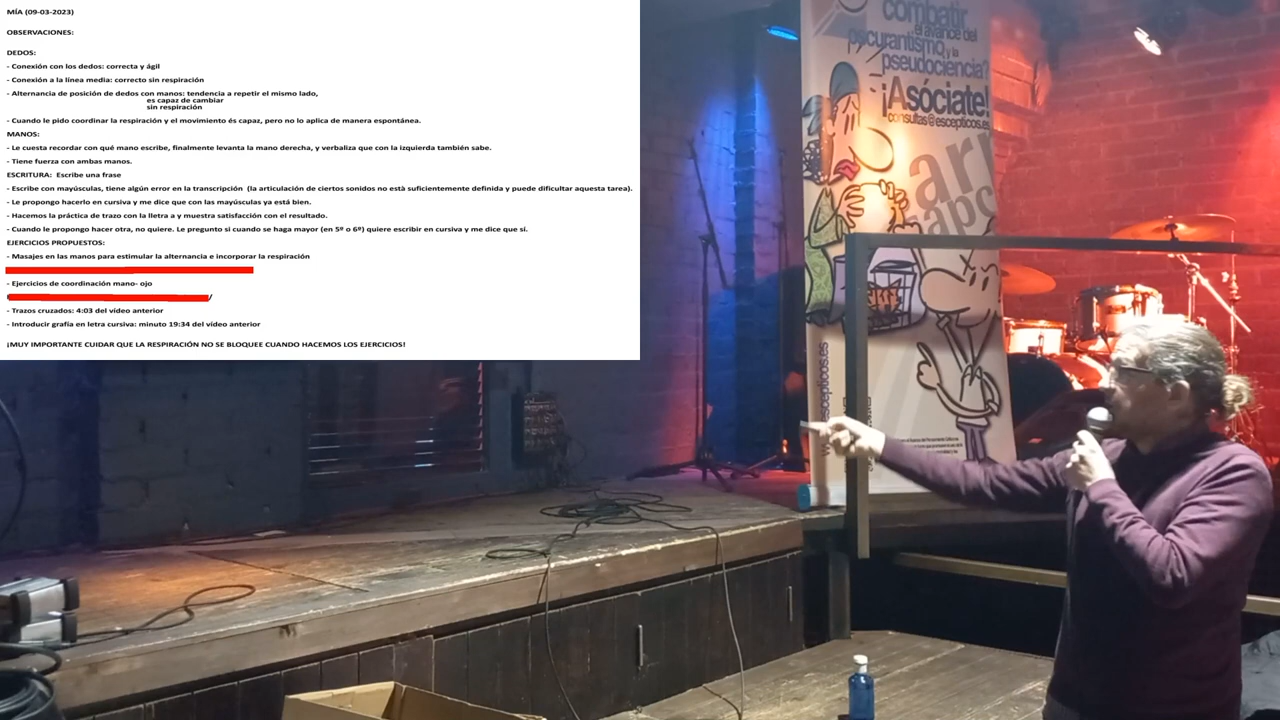 MÍA (09-03-2023)
OBSERVACIONES:
DEDOS:
- Conexión con los dedos: correcta y ágil
- Conexión a la línea media: correcto sin respiración
- Alternancia de posición de dedos con manos: tendencia a repetir el mismo lado,
es capaz de cambiar
sin respiración
- Cuando le pido coordinar la respiración y el movimiento és capaz, pero no lo aplica de manera espontánea.
MANOS:
- Le cuesta recordar con qué mano escribe, finalmente levanta la mano derecha, y verbaliza que con la izquierda también sabe.
- Tiene fuerza con ambas manos.
ESCRITURA: Escribe una frase
- Escribe con mayúsculas, tiene algún error en la transcripción (la articulación de ciertos sonidos no està suficientemente definida y puede dificultar aquesta tarea).
- Le propongo hacerlo en cursiva y me dice que con las mayúsculas ya está bien.
- Hacemos la práctica de trazo con la lletra a y muestra satisfacción con el resultado.
- Cuando le propongo hacer otra, no quiere. Le pregunto si cuando se haga mayor (en 5º o 6º) quiere escribir en cursiva y me dice que sí.
EJERCICIOS PROPUESTOS:
- Masajes en las manos para estimular la alternancia e incorporar la respiración
- Ejercicios de coordinación mano- ojo
- Trazos cruzados: 4:03 del vídeo anterior
- Introducir grafía en letra cursiva: minuto 19:34 del vídeo anterior
¡MUY IMPORTANTE CUIDAR QUE LA RESPIRACIÓN NO SE BLOQUEE CUANDO HACEMOS LOS EJERCICIOS!
combatir
el avance del
oscurantismo y la
pseudociencia?
¡Asóciate!
consultas@escepticos.es
arp
sapc
escepticos.es